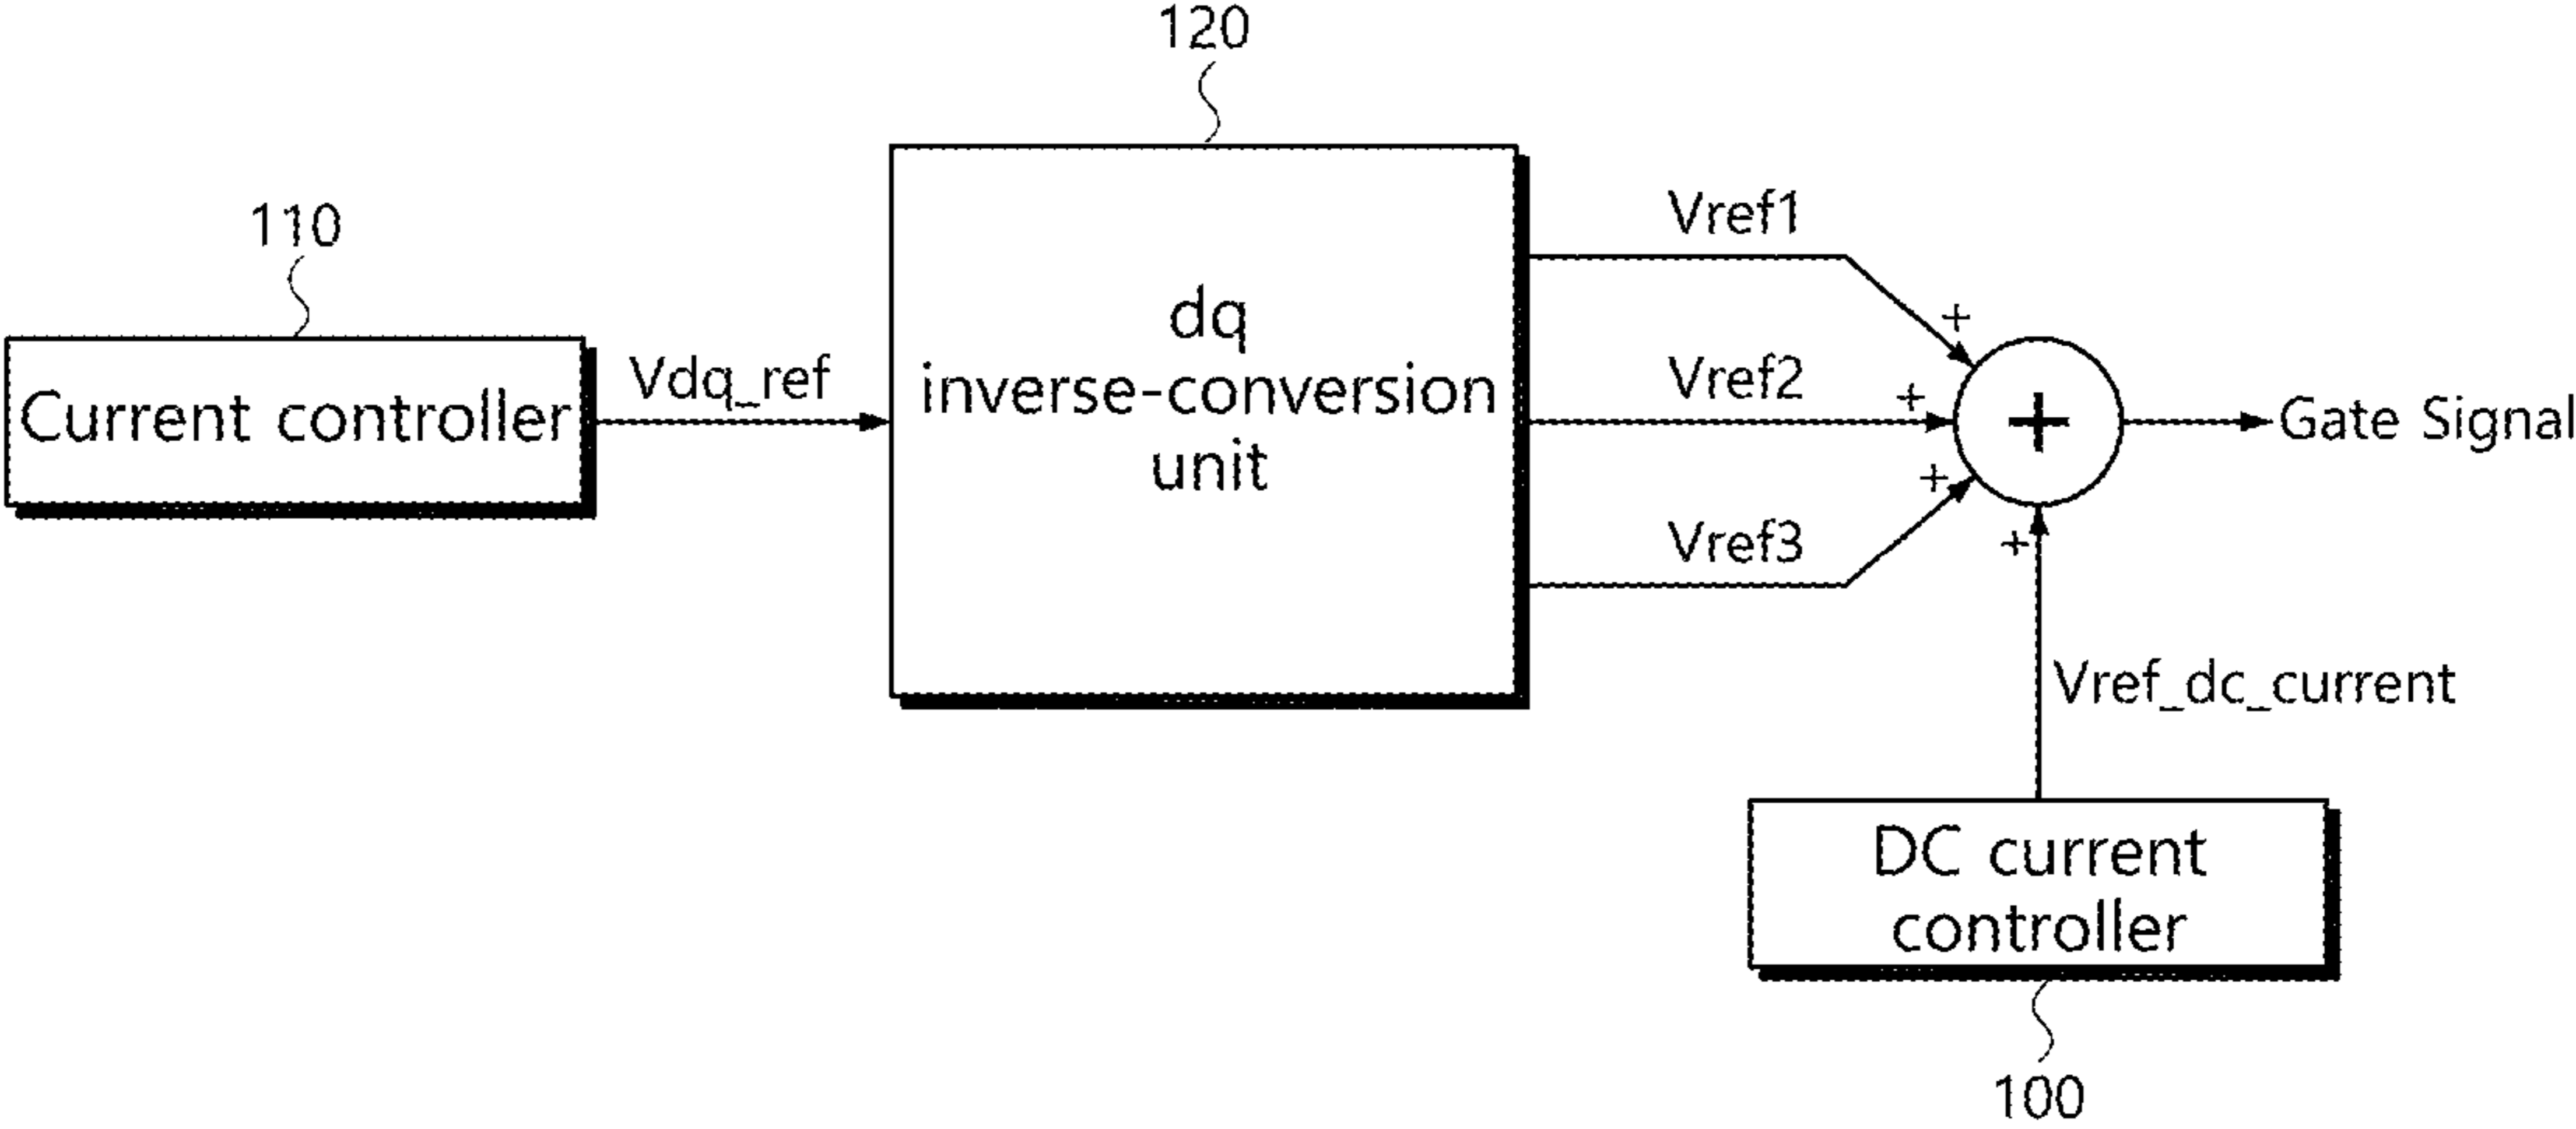 120
110
Vref1
dq
inverse-conversion
unit
Current controller
Vdq_ref
Vref2
Vref3
+
+
+
+
+
Gate Signal
Vref_dc_current
DC current
controller
100